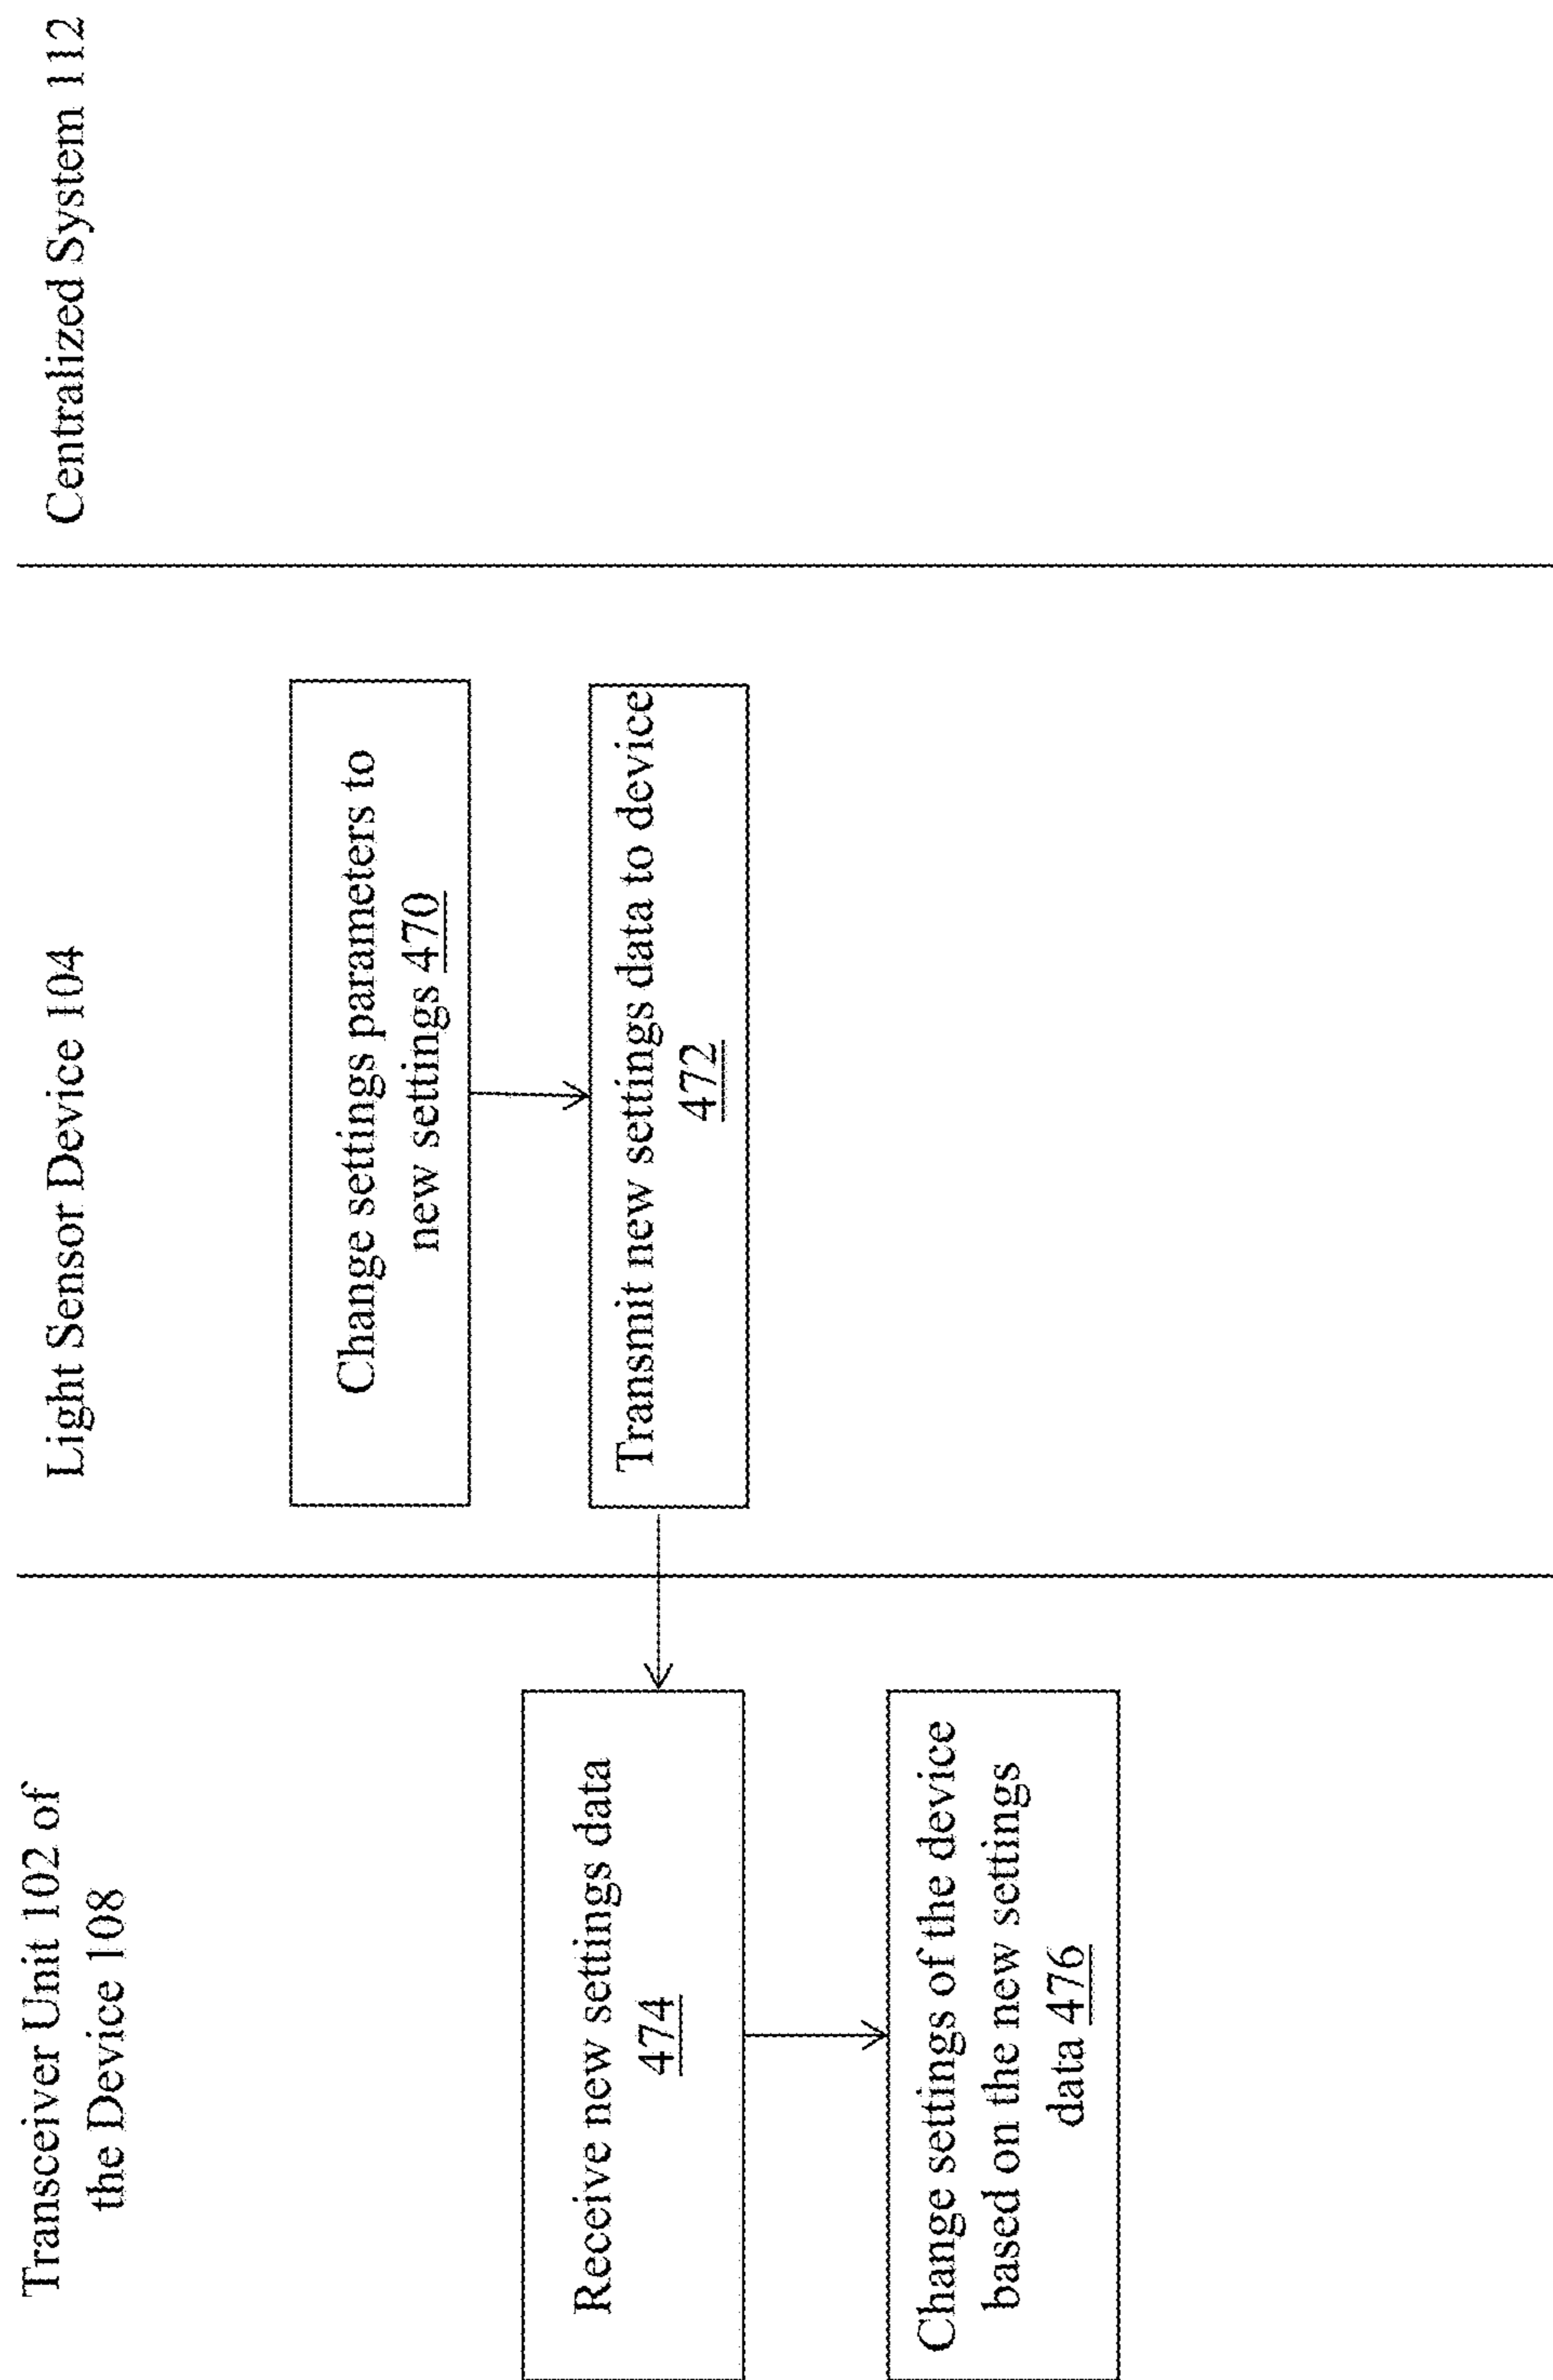 Transceiver Unit 102 of
the Device 108
Light Sensor Device 104
Centralized System 112
Change settings parameters to
new settings 470
Transmit new settings data to device
472
Receive new settings data
474
Change settings of the device
based on the new settings
data 476